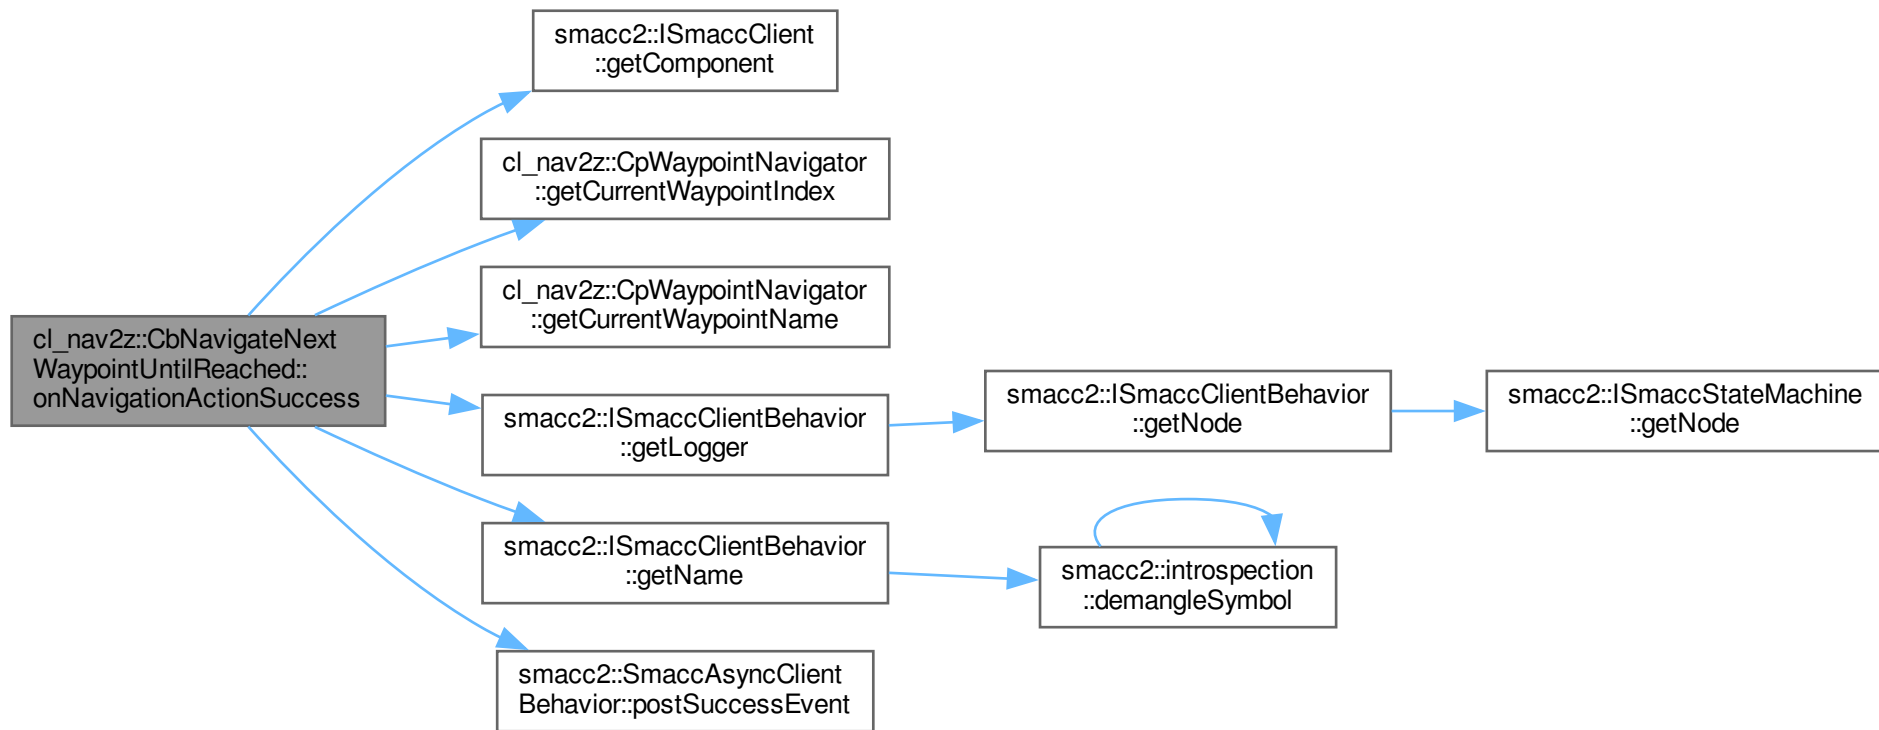 smacc2::ISmaccClient
::getComponent
cl_nav2z::CpWaypointNavigator
::getCurrentWaypointIndex
cl_nav2z::CpWaypointNavigator
::getCurrentWaypointName
cl_nav2z::CbNavigateNext
WaypointUntilReached::
onNavigationActionSuccess
smacc2::ISmaccClientBehavior
::getLogger
smacc2::ISmaccClientBehavior
::getNode
smacc2::ISmaccStateMachine
::getNode
smacc2::ISmaccClientBehavior
::getName
smacc2::introspection
::demangleSymbol
smacc2::SmaccAsyncClient
Behavior::postSuccessEvent